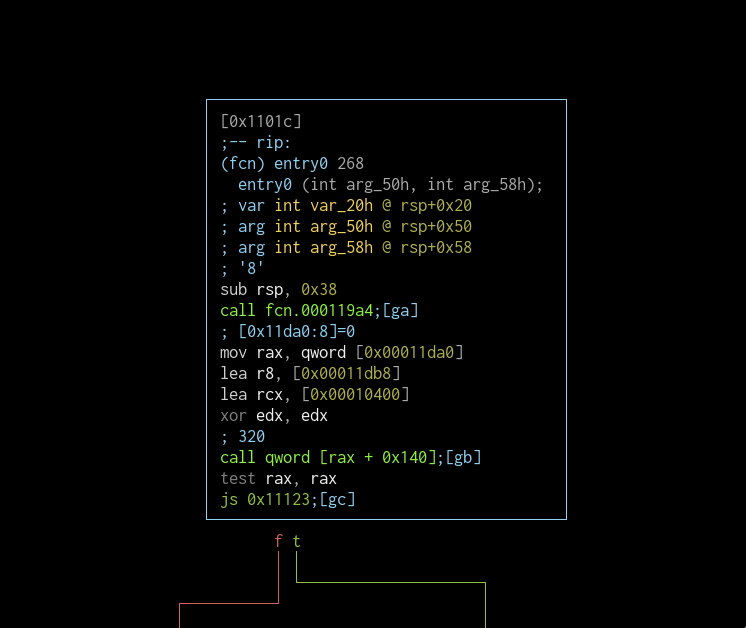 [0x1101c]
;-- rip:
(fcn) entry0 268
  entry0 (int arg_50h, int arg_58h);
; var int var_20h @ rsp+0x20
; arg int arg_50h @ rsp+0x50
; arg int arg_58h @ rsp+0x58
; '8'
sub rsp, 0x38
call fcn.000119a4;[ga]
; [0x11da0:8]=0
mov rax, qword [0x00011da0]
lea r8, [0x00011db8]
lea rcx, [0x00010400]
xor edx, edx
; 320
call qword [rax + 0x140];[gb]
test rax, rax
js 0x11123;[gc]
f t